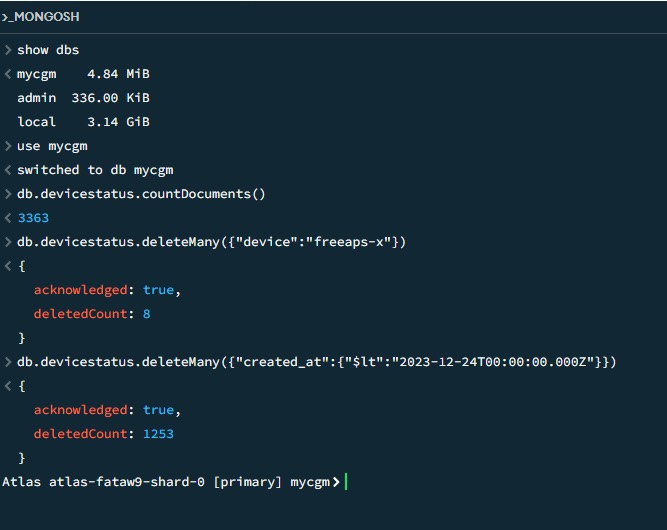 >_MONGOSH
> show dbs
< mycgm    4.84 MiB
  admin  336.00 KiB
  local    3.14 GiB
> use mycgm
< switched to db mycgm
> db.devicestatus.countDocuments()
< 3363
> db.devicestatus.deleteMany({"device":"freeaps-x"})
< {
    acknowledged: true,
    deletedCount: 8
  }
> db.devicestatus.deleteMany({"created_at":{"$lt":"2023-12-24T00:00:00.000Z"}})
< {
    acknowledged: true,
    deletedCount: 1253
  }
Atlas atlas-fataw9-shard-0 [primary] mycgm>